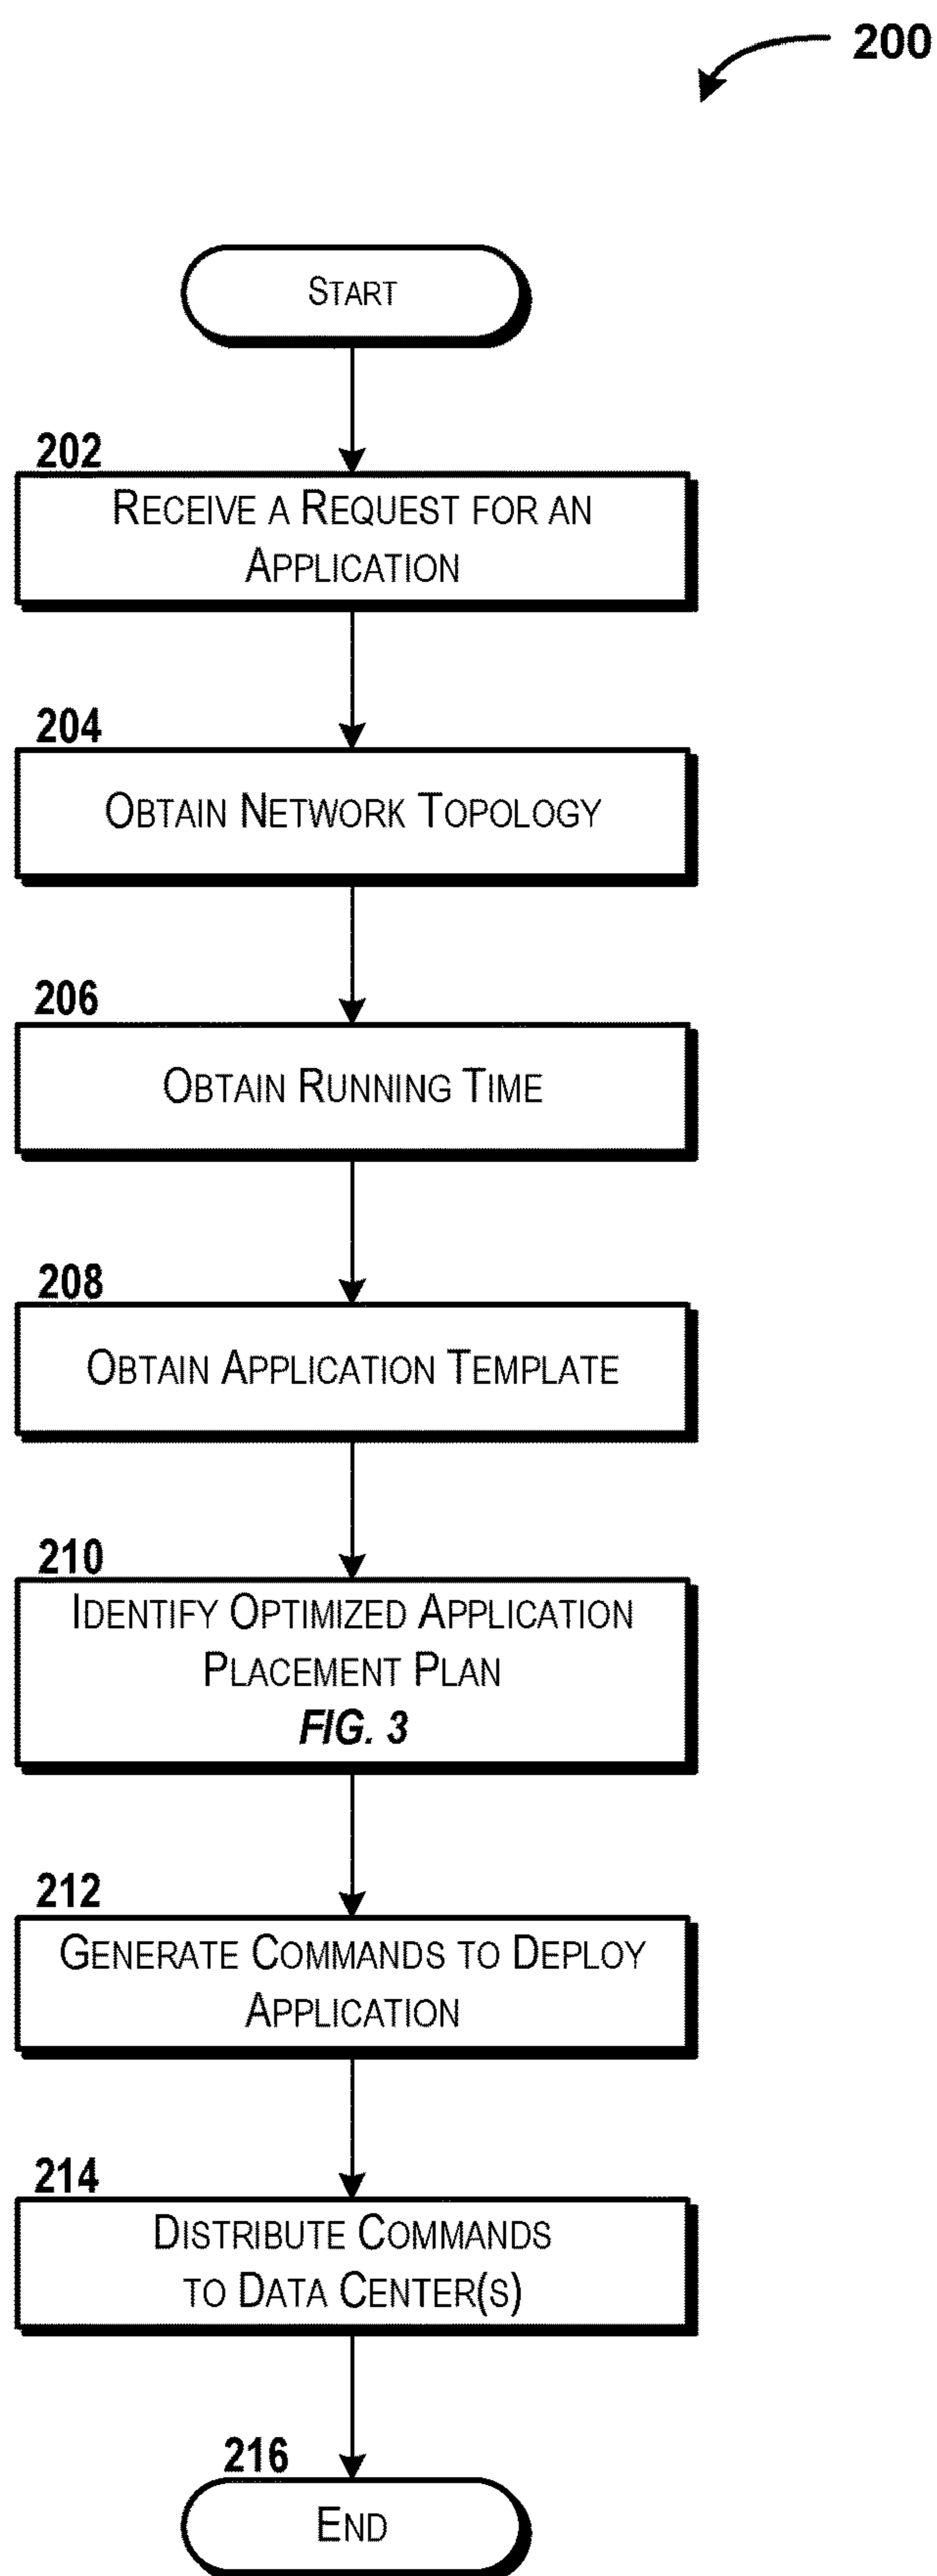 200
START
202
RECEIVE A REQUEST FOR AN
APPLICATION
204
OBTAIN NETWORK TOPOLOGY
206
OBTAIN RUNNING TIME
208
OBTAIN APPLICATION TEMPLATE
210
IDENTIFY OPTIMIZED APPLICATION
PLACEMENT PLAN
FIG. 3
212
GENERATE COMMANDS TO DEPLOY
APPLICATION
214
DISTRIBUTE COMMANDS
TO DATA CENTER(S)
216
END